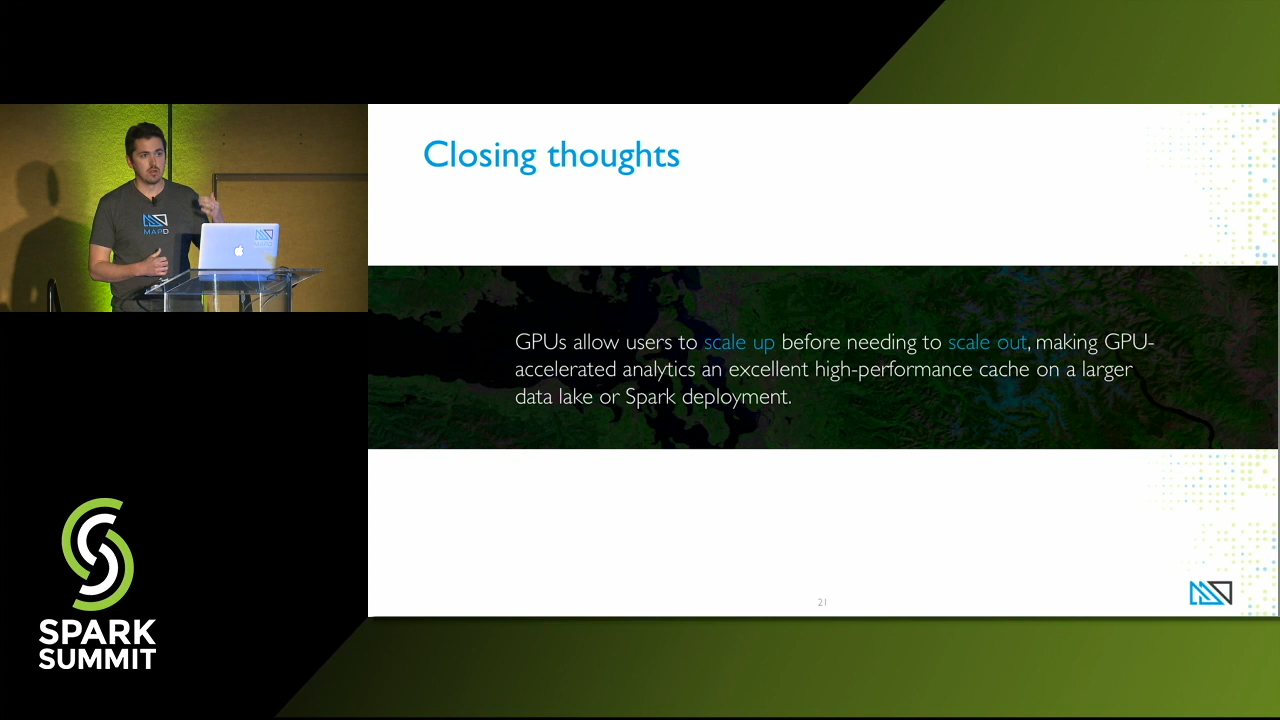 Closing thoughts
MAPD
GPUs allow users to scale up before needing to scale out, making GPU-
accelerated analytics an excellent high-performance cache on a larger
data lake or Spark deployment.
21
SPARK
SUMMIT